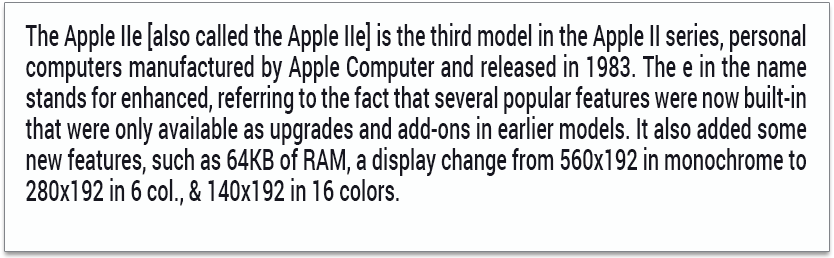 The Apple IIe [also called the Apple IIe] is the third model in the Apple II series, personal
computers manufactured by Apple Computer and released in 1983. The e in the name
stands for enhanced, referring to the fact that several popular features were now built-in
that were only available as upgrades and add-ons in earlier models. It also added some
new features, such as 64KB of RAM, a display change from 560x192 in monochrome to
280x192 in 6 col., & 140x192 in 16 colors.